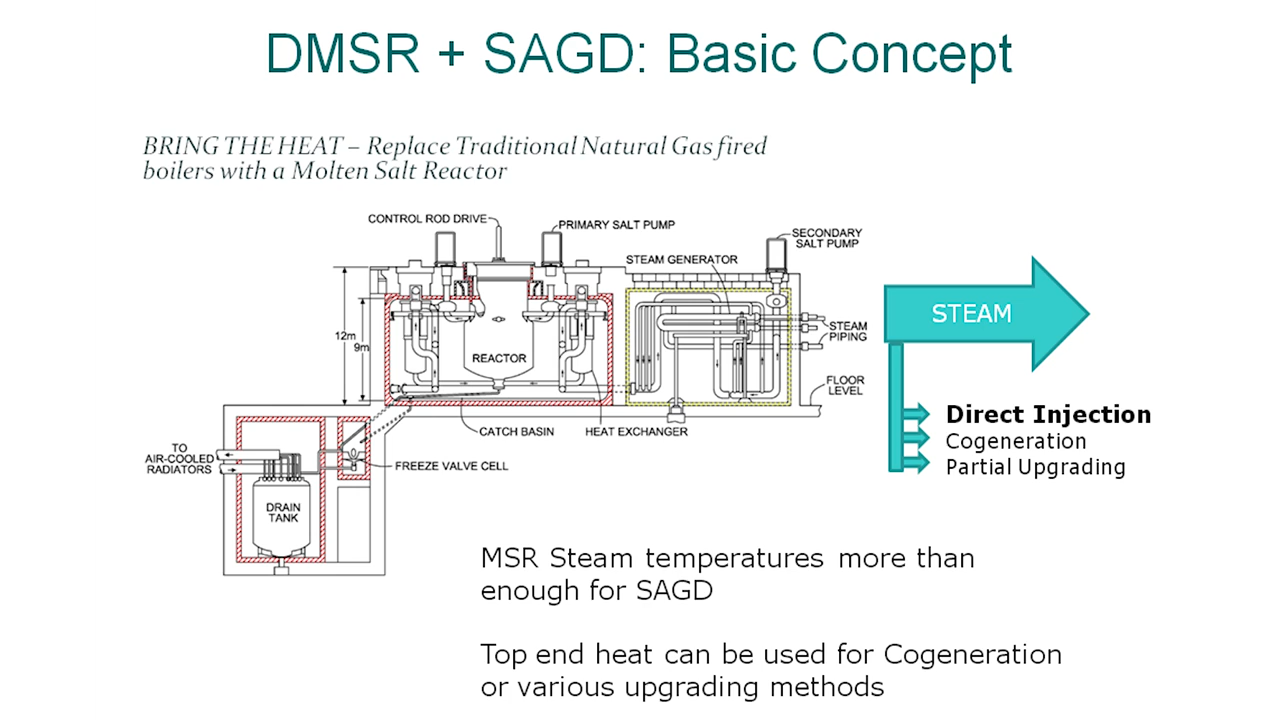 DMSR + SAGD: Basic Concept
BRING THE HEAT – Replace Traditional Natural Gas fired
boilers with a Molten Salt Reactor
CONTROL ROD DRIVE
PRIMARY SALT PUMP
SECONDARY
SALT PUMP
STEAM GENERATOR
STEAM
12m
9m
STEAM
PIPING
REACTOR
FLOOR
LEVEL
CATCH BASIN
HEAT EXCHANGER
Direct Injection
Cogeneration
Partial Upgrading
TO
AIR-COOLED
RADIATORS
FREEZE VALVE CELL
DRAIN
TANK
MSR Steam temperatures more than
enough for SAGD
Top end heat can be used for Cogeneration
or various upgrading methods